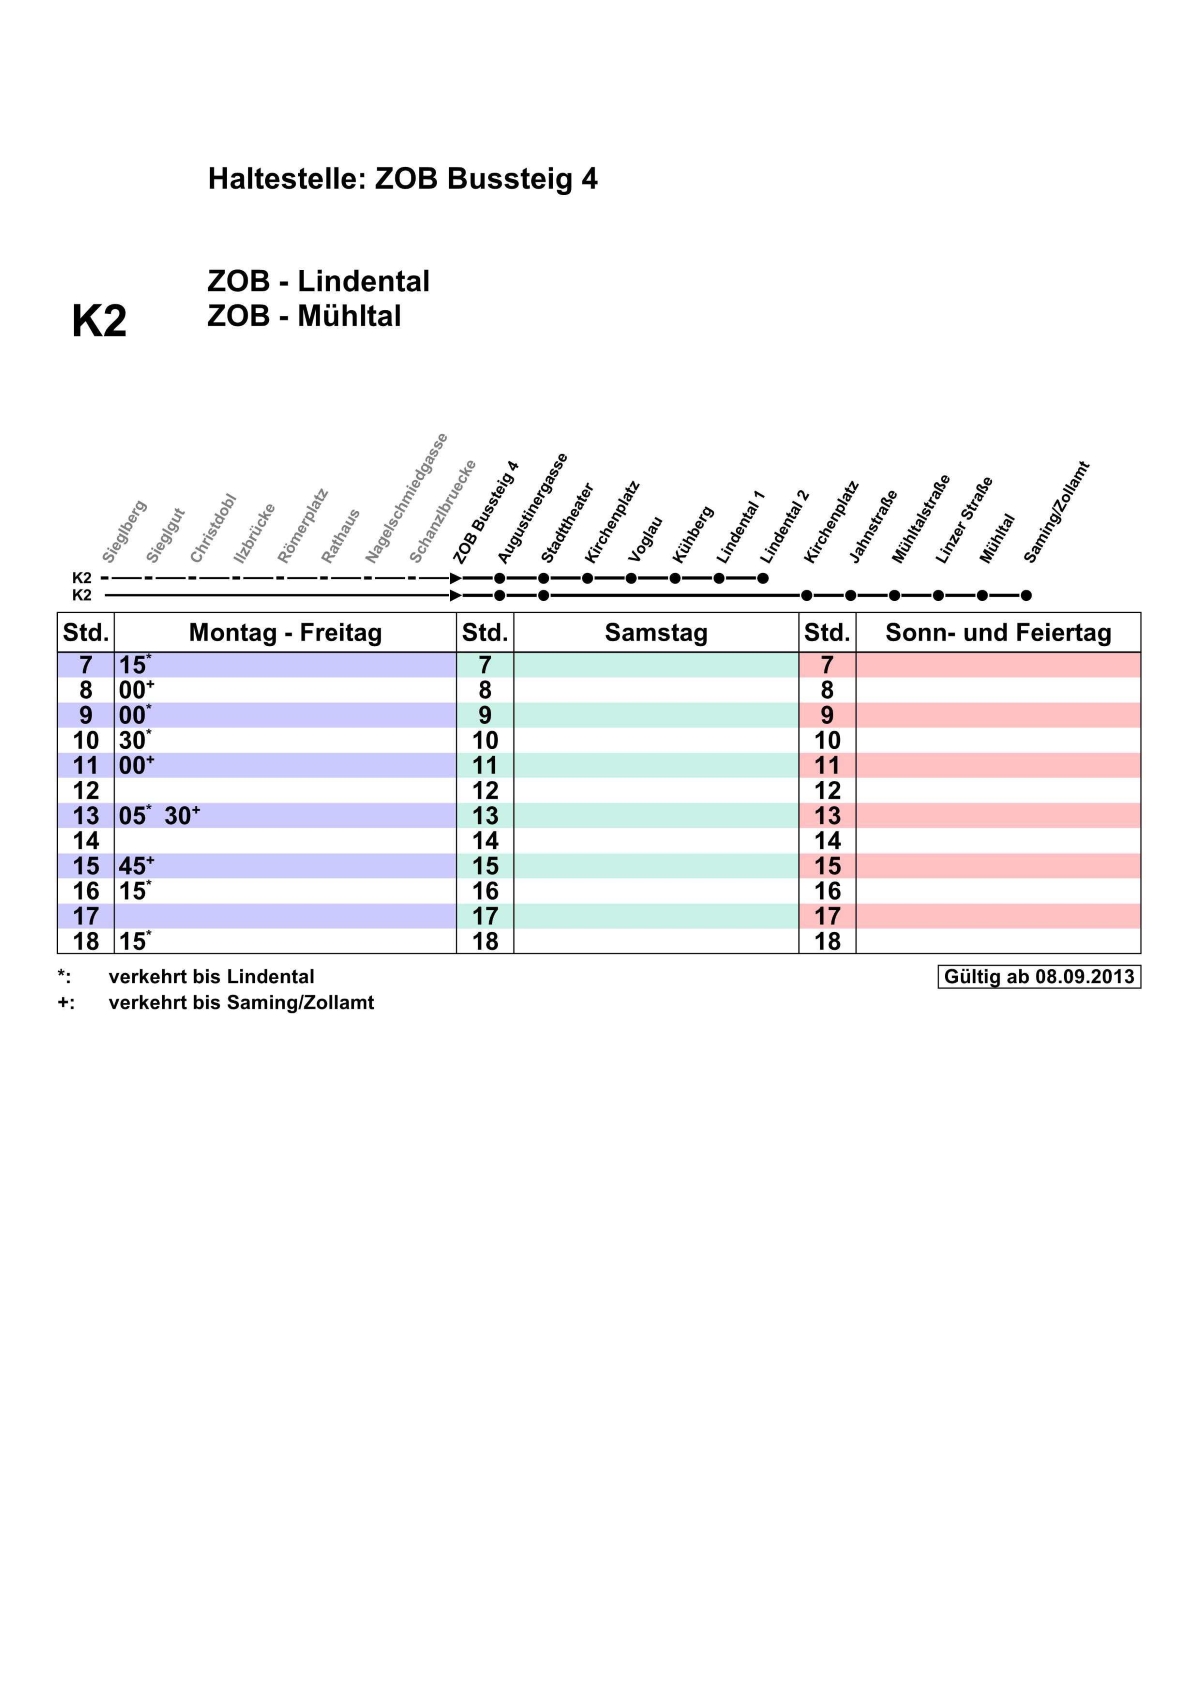 Haltestelle: ZOB Bussteig 4
ZOB - Lindental
K2 ZOB - Mühltal
Sieglberg
Sieglgut
Christdobl
Ilzbrücke
Römerplatz
Rathaus
Nagelschmiedgasse
Schanzlbruecke
ZOB Bussteig 4
Augustinergasse
Stadttheater
Kirchenplatz
Voglau
Kühberg
Lindental 1
Lindental 2
Kirchenplatz
Jahnstraße
Mühltalstraße
Linzer Straße
Mühltal
Saming/Zollamt
K2
K2
Std. Montag - Freitag Std. Samstag Std. Sonn- und Feiertag
7 15* 7 7
8 00+ 8 8
9 00* 9 9
10 30* 10 10
11 00+ 11 11
12 12 12
13 05* 30+ 13 13
14 14 14
15 45+ 15 15
16 15* 16 16
17 17 17
18 15* 18 18
*: verkehrt bis Lindental Gültig ab 08.09.2013
+: verkehrt bis Saming/Zollamt